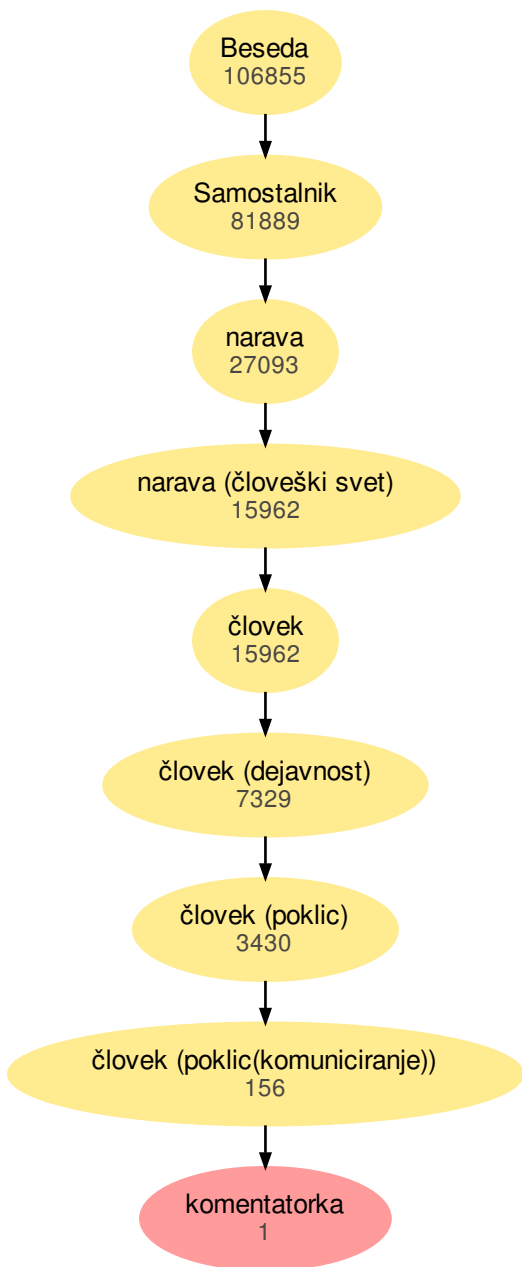 Beseda
106855
Samostalnik
81889
narava
27093
narava (človeški svet)
15962
človek
15962
človek (dejavnost)
7329
človek (poklic)
3430
človek (poklic(komuniciranje))
156
komentatorka
1